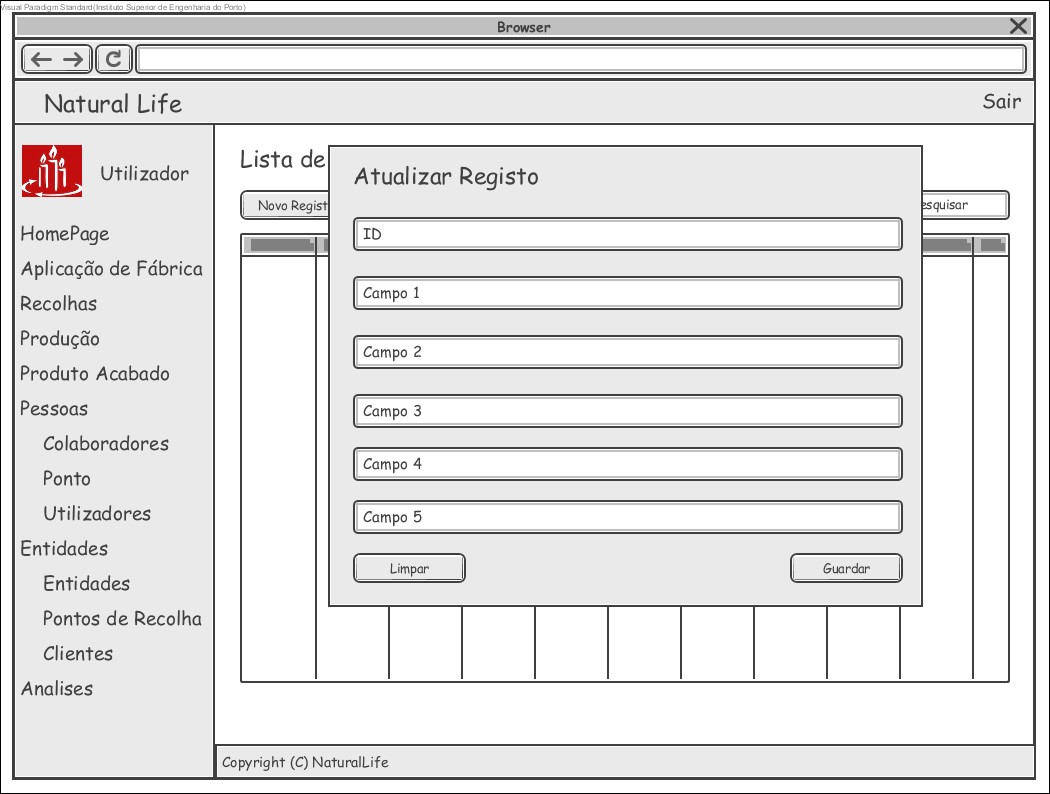 Visual Paradigm Standard(Instituto Superior de Engenharia do Porto)
Browser
Natural Life
Sair
Utilizador
HomePage
Aplicação de Fábrica
Recolhas
Produção
Produto Acabado
Pessoas
Colaboradores
Ponto
Utilizadores
Entidades
Entidades
Pontos de Recolha
Clientes
Analises
Lista de
Novo Regist
esquisar
Atualizar Registo
ID
Campo 1
Campo 2
Campo 3
Campo 4
Campo 5
Limpar
Guardar
Copyright (C) NaturalLife